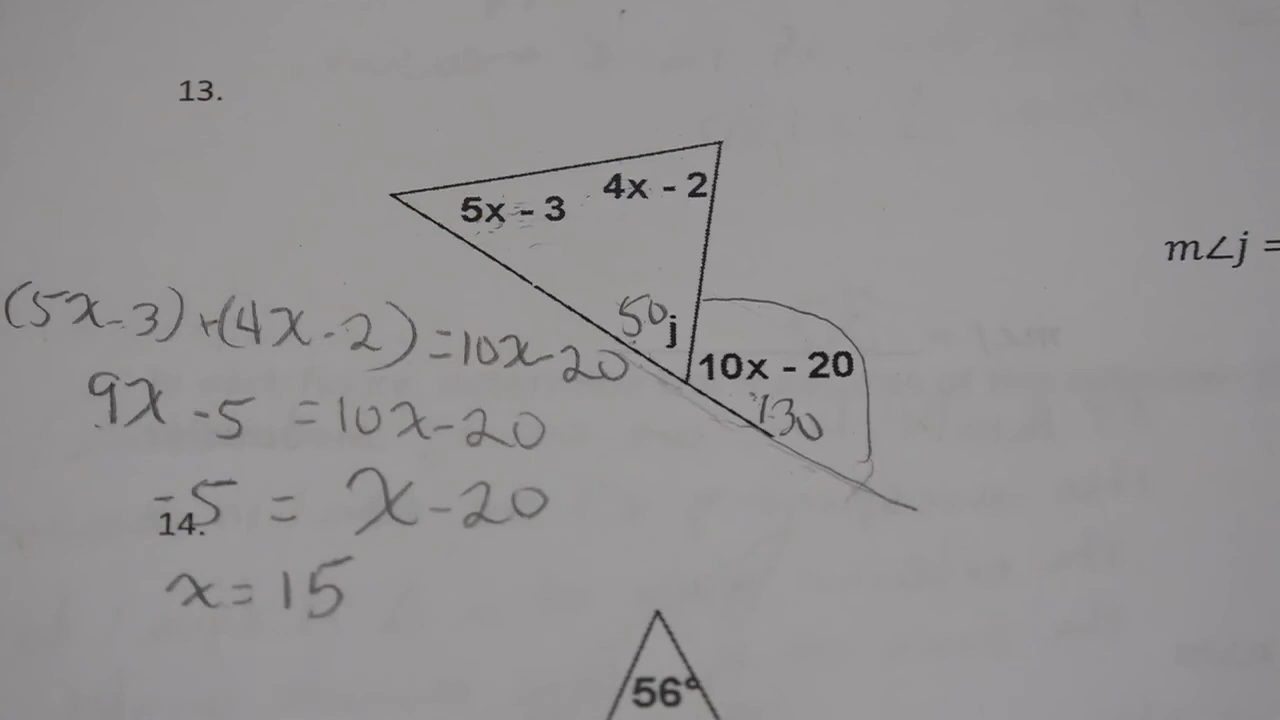 13.
5x - 3
4x - 2
m∠j =
(5x-3)+(4x-2)=10x-20
50
j
10x - 20
130
9x -5 =10x-20
-5 = x-20
14.
x=15
56°